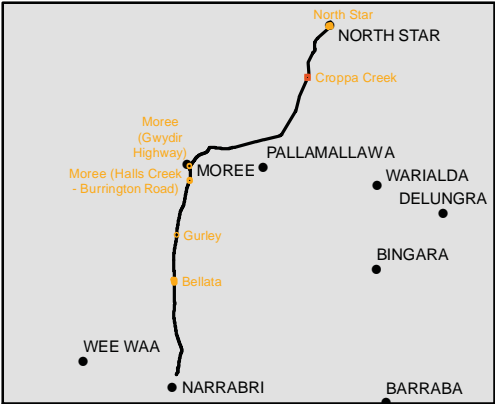 North Star
NORTH STAR
Croppa Creek
Moree
(Gwydir
Highway)
MOREE
PALLAMALLAWA
Moree (Halls Creek
- Burrington Road)
WARIALDA
DELUNGRA
Gurley
BINGARA
Bellata
WEE WAA
NARRABRI
BARRABA